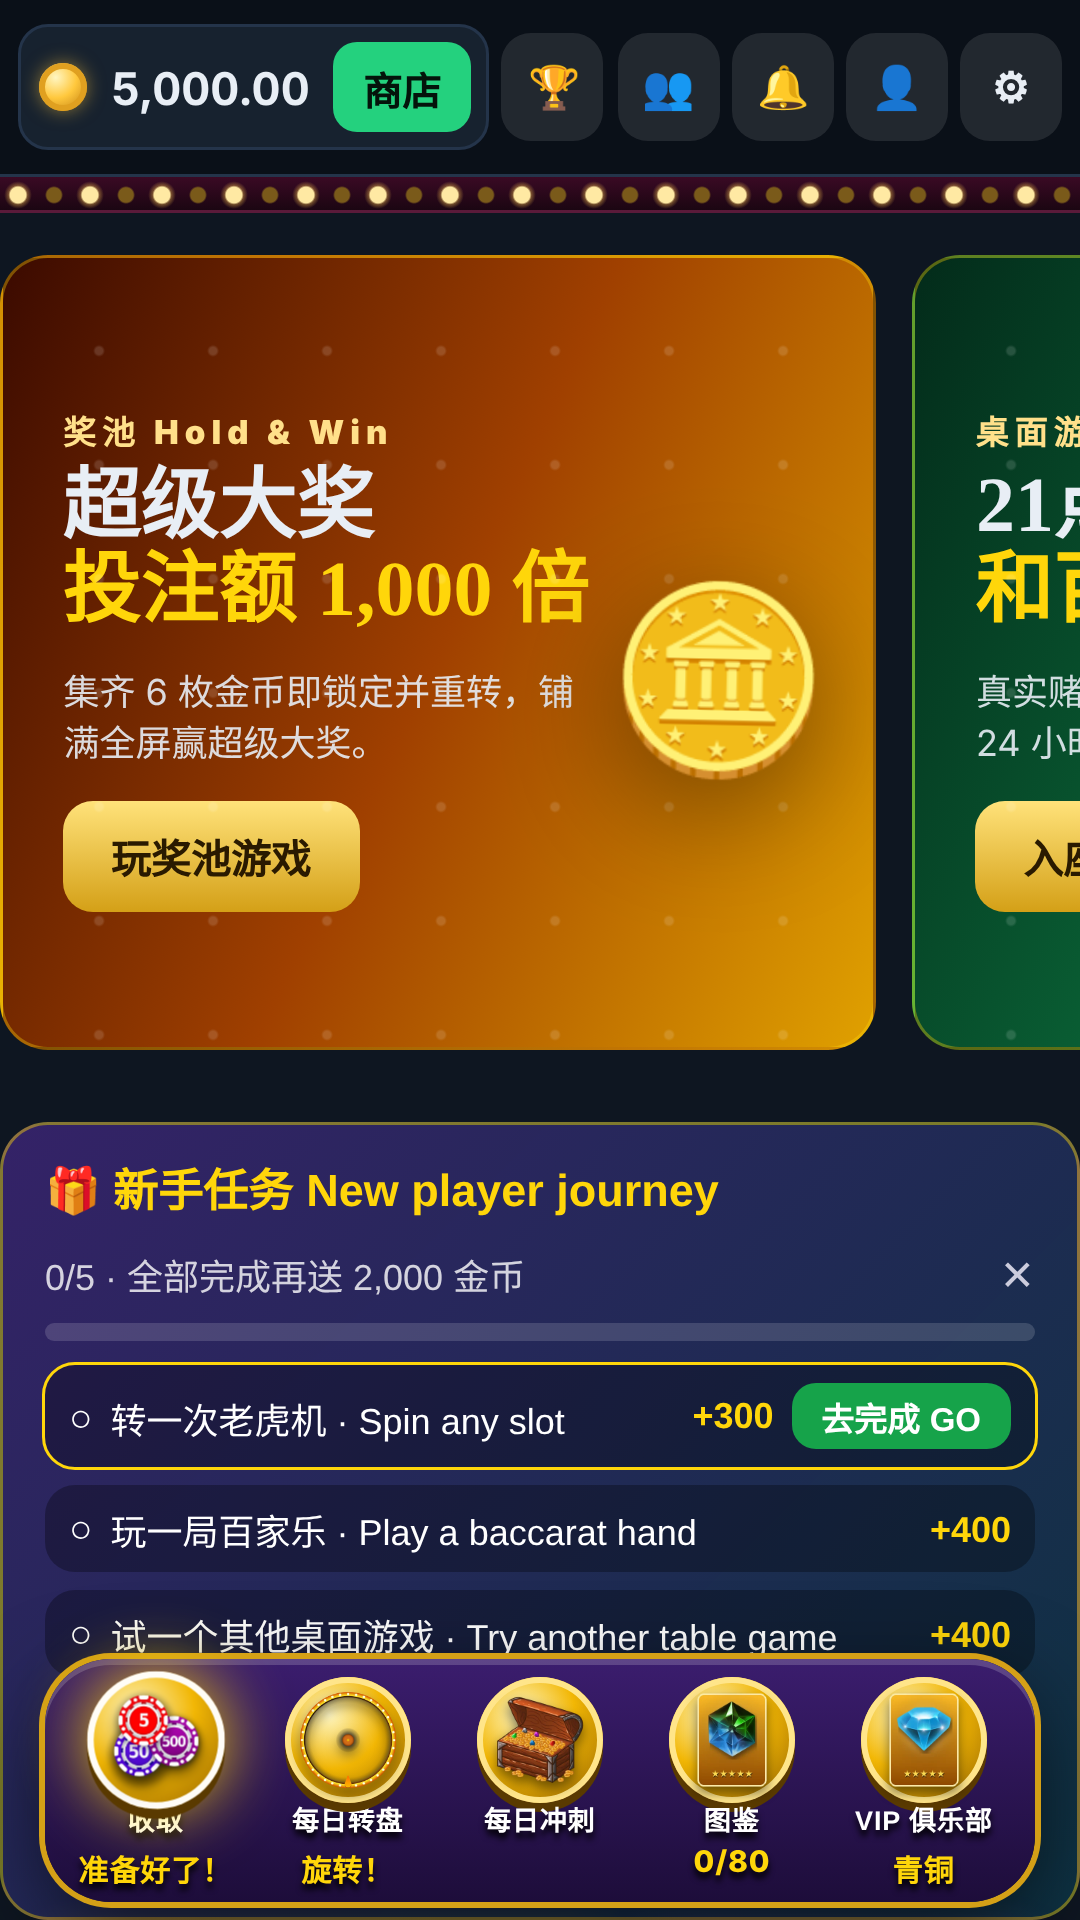 5,000.00
商店
奖池 Hold & Win
超级大奖
投注额 1,000 倍
集齐 6 枚金币即锁定并重转，铺
满全屏赢超级大奖。
玩奖池游戏
桌面游
21点
和百
真实赌
24 小时
入座
🎁 新手任务 New player journey
0/5 · 全部完成再送 2,000 金币
✕
○ 转一次老虎机 · Spin any slot +300 去完成 GO
○ 玩一局百家乐 · Play a baccarat hand +400
○ 试一个其他桌面游戏 · Try another table game +400
5
50
500
收取
准备好了！
每日转盘
旋转！
每日冲刺
★★★★★
图鉴
0/80
★★★★★
VIP 俱乐部
青铜